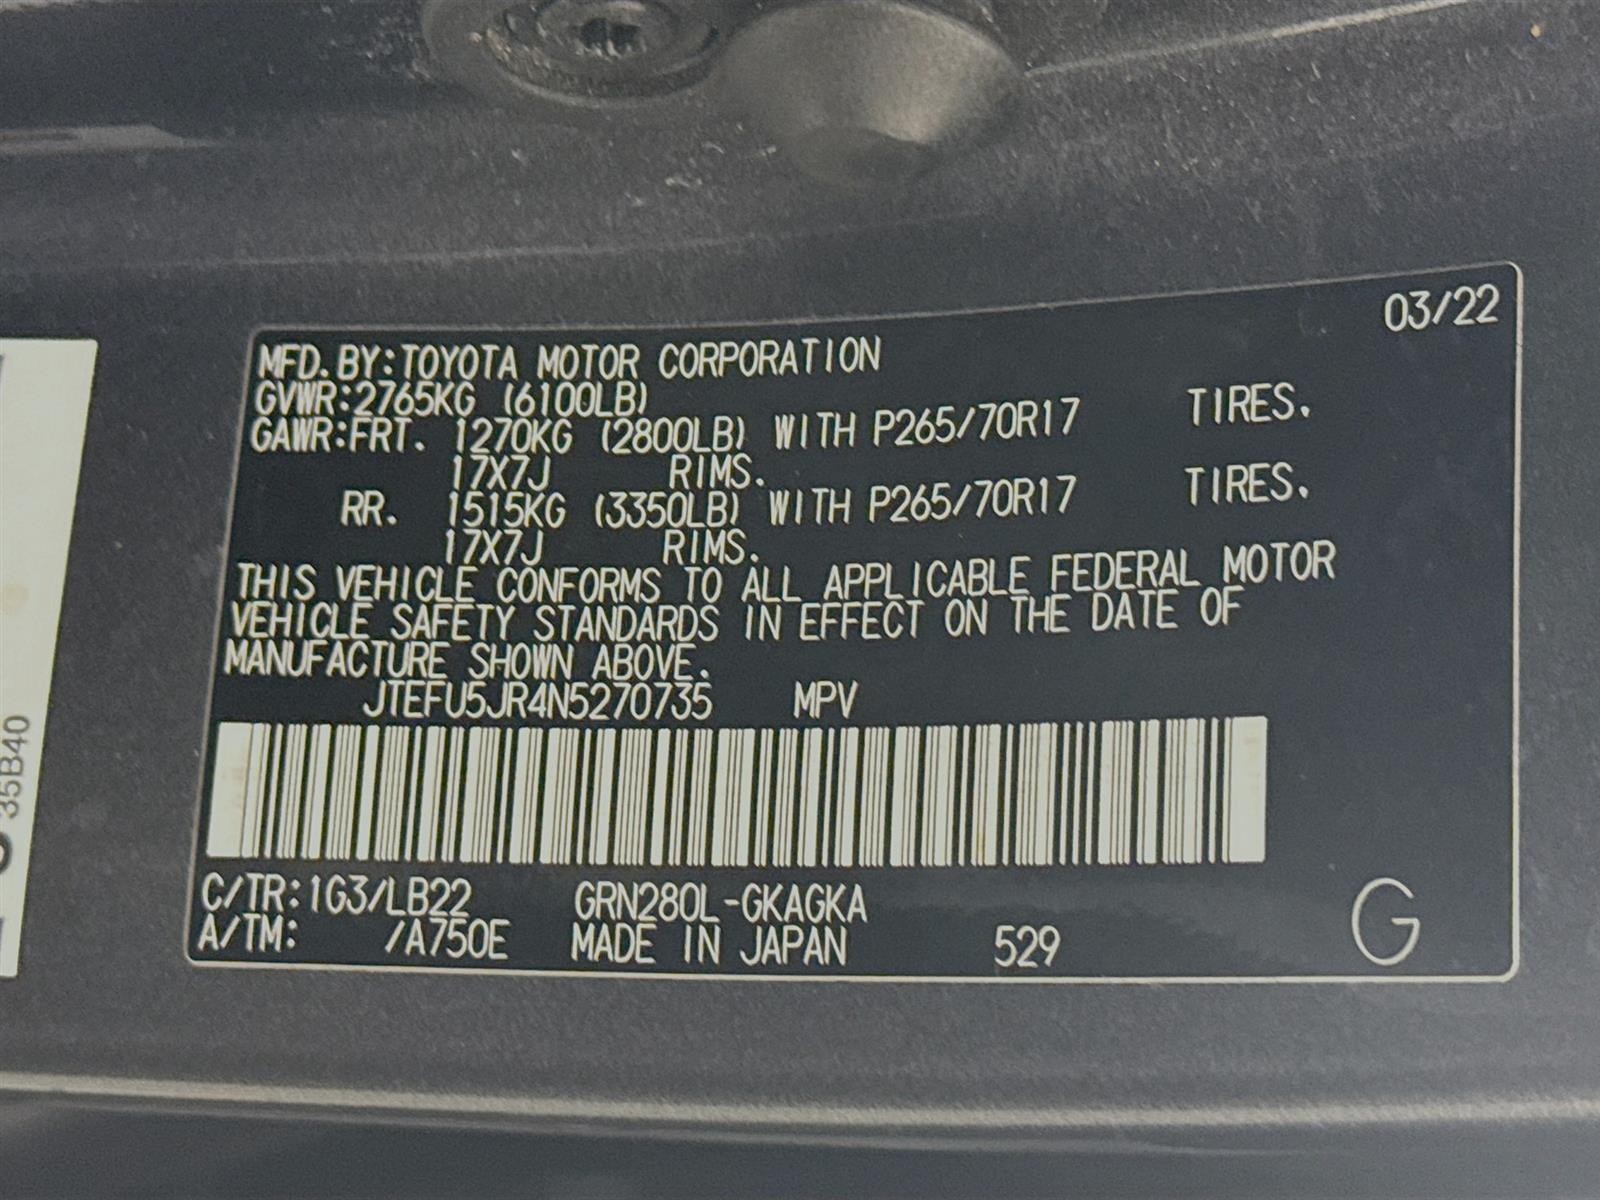 03/22
MFD.BY:TOYOTA MOTOR CORPORATION
GVWR:2765KG (6100LB)
GAWR:FRT. 1270KG (2800LB) WITH P265/70R17 TIRES.
17X7J RIMS.
RR. 1515KG (3350LB) WITH P265/70R17 TIRES.
17X7J RIMS.
THIS VEHICLE CONFORMS TO ALL APPLICABLE FEDERAL MOTOR
VEHICLE SAFETY STANDARDS IN EFFECT ON THE DATE OF
MANUFACTURE SHOWN ABOVE.
JTEFU5JR4N5270735 MPV
C/TR:1G3/LB22 GRN280L-GKAGKA
A/TM: /A750E MADE IN JAPAN 529 G
35B40